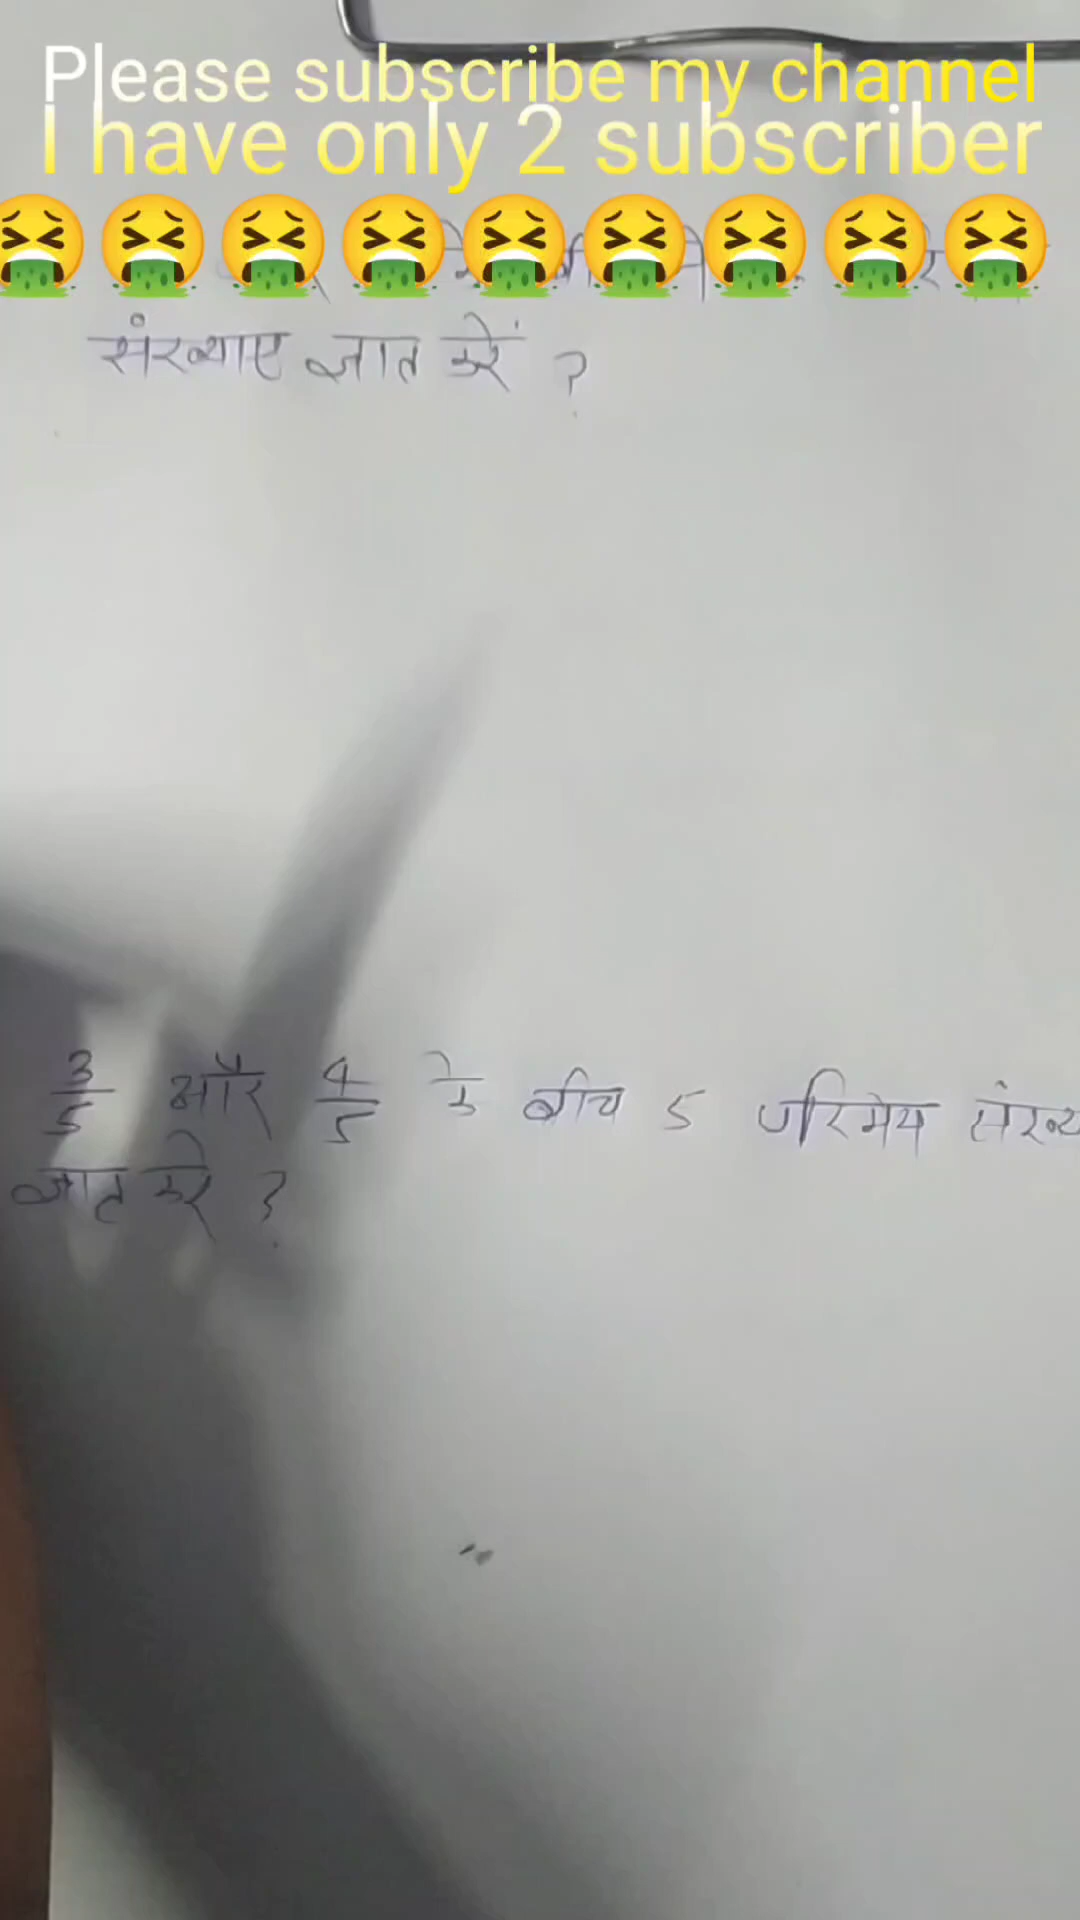 Please subscribe my channel
I have only 2 subscriber
😫🤮
संख्याए ज्ञात करें ?
3/5 और 4/5 के बीच 5 परिमेय संख्य
ज्ञात करे ?